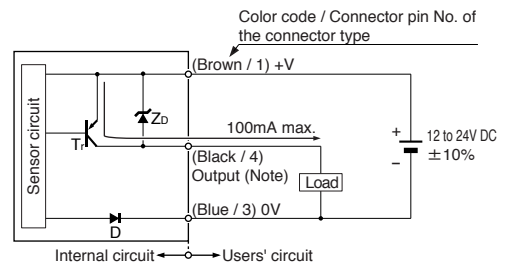 Color code / Connector pin No. of
the connector type
(Brown / 1) +V
Sensor circuit
Tr
ZD
100mA max.
(Black / 4)
Output (Note)
Load
+
−
12 to 24V DC
±10%
(Blue / 3) 0V
D
Internal circuit
Users' circuit